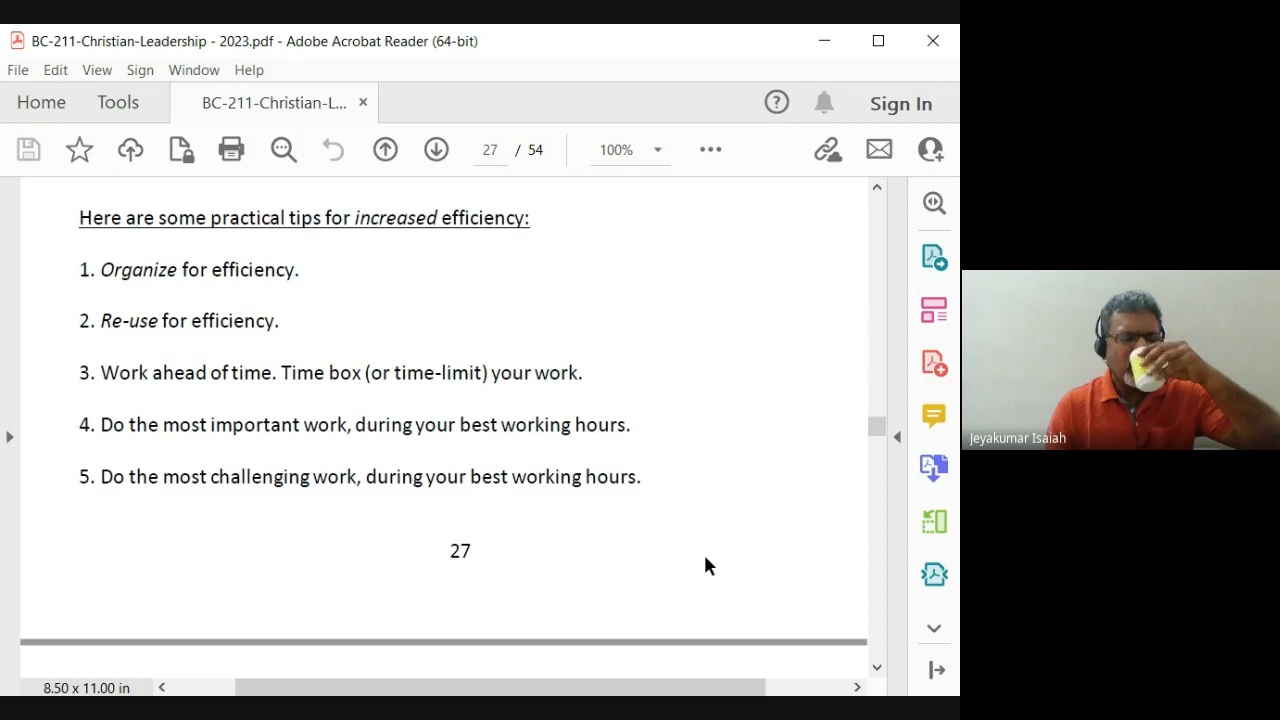 BC-211-Christian-Leadership - 2023.pdf - Adobe Acrobat Reader (64-bit)
File Edit View Sign Window Help
Home Tools BC-211-Christian-L... × Sign In
27 / 54 100%
Here are some practical tips for increased efficiency:
1. Organize for efficiency.
2. Re-use for efficiency.
3. Work ahead of time. Time box (or time-limit) your work.
4. Do the most important work, during your best working hours.
5. Do the most challenging work, during your best working hours.
27
8.50 x 11.00 in
Jeyakumar Isaiah